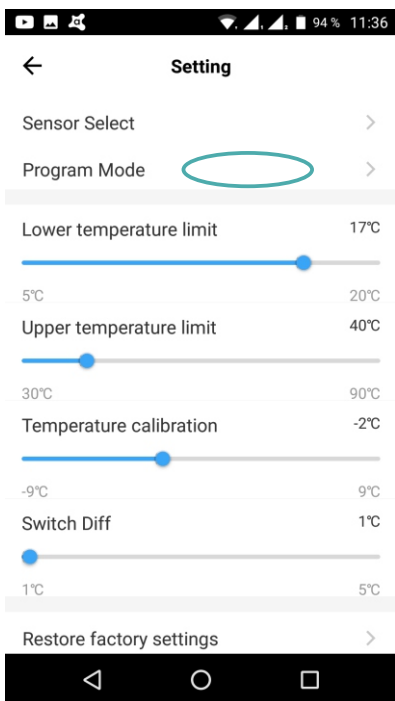 94 % 11:36
Setting
Sensor Select
Program Mode
Lower temperature limit 17℃
5℃ 20℃
Upper temperature limit 40℃
30℃ 90℃
Temperature calibration -2℃
-9℃ 9℃
Switch Diff 1℃
1℃ 5℃
Restore factory settings